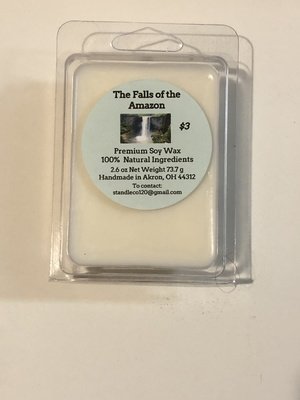 The Falls of the
Amazon
$3
Premium Soy Wax
100% Natural Ingredients
2.6 oz Net Weight 73.7 g
Handmade in Akron, OH 44312
To contact:
standleco120@gmail.com